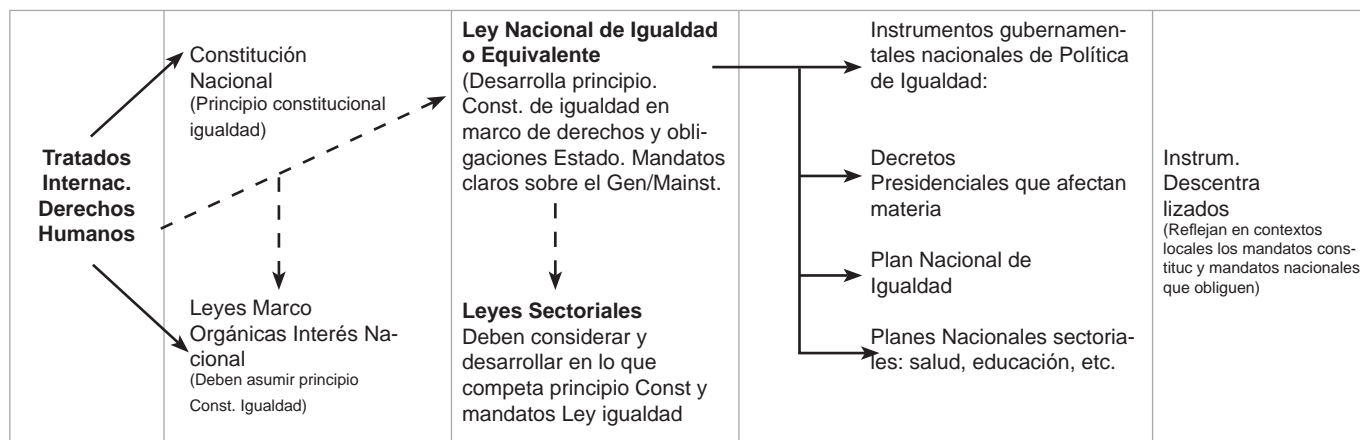 Tratados
Internac.
Derechos
Humanos
Constitución
Nacional
(Principio constitucional
igualdad)
Leyes Marco
Orgánicas Interés Na-
cional
(Deben asumir principio
Const. Igualdad)
Ley Nacional de Igualdad
o Equivalente
(Desarrolla principio.
Const. de igualdad en
marco de derechos y obli-
gaciones Estado. Mandatos
claros sobre el Gen/Mainst.
Leyes Sectoriales
Deben considerar y
desarrollar en lo que
competa principio Const y
mandatos Ley igualdad
Instrumentos gubernamen-
tales nacionales de Política
de Igualdad:
Decretos
Presidenciales que afectan
materia
Plan Nacional de
Igualdad
Planes Nacionales sectoria-
les: salud, educación, etc.
Instrum.
Descentra
lizados
(Reflejan en contextos
locales los mandatos cons-
tituc y mandatos nacionales
que obliguen)